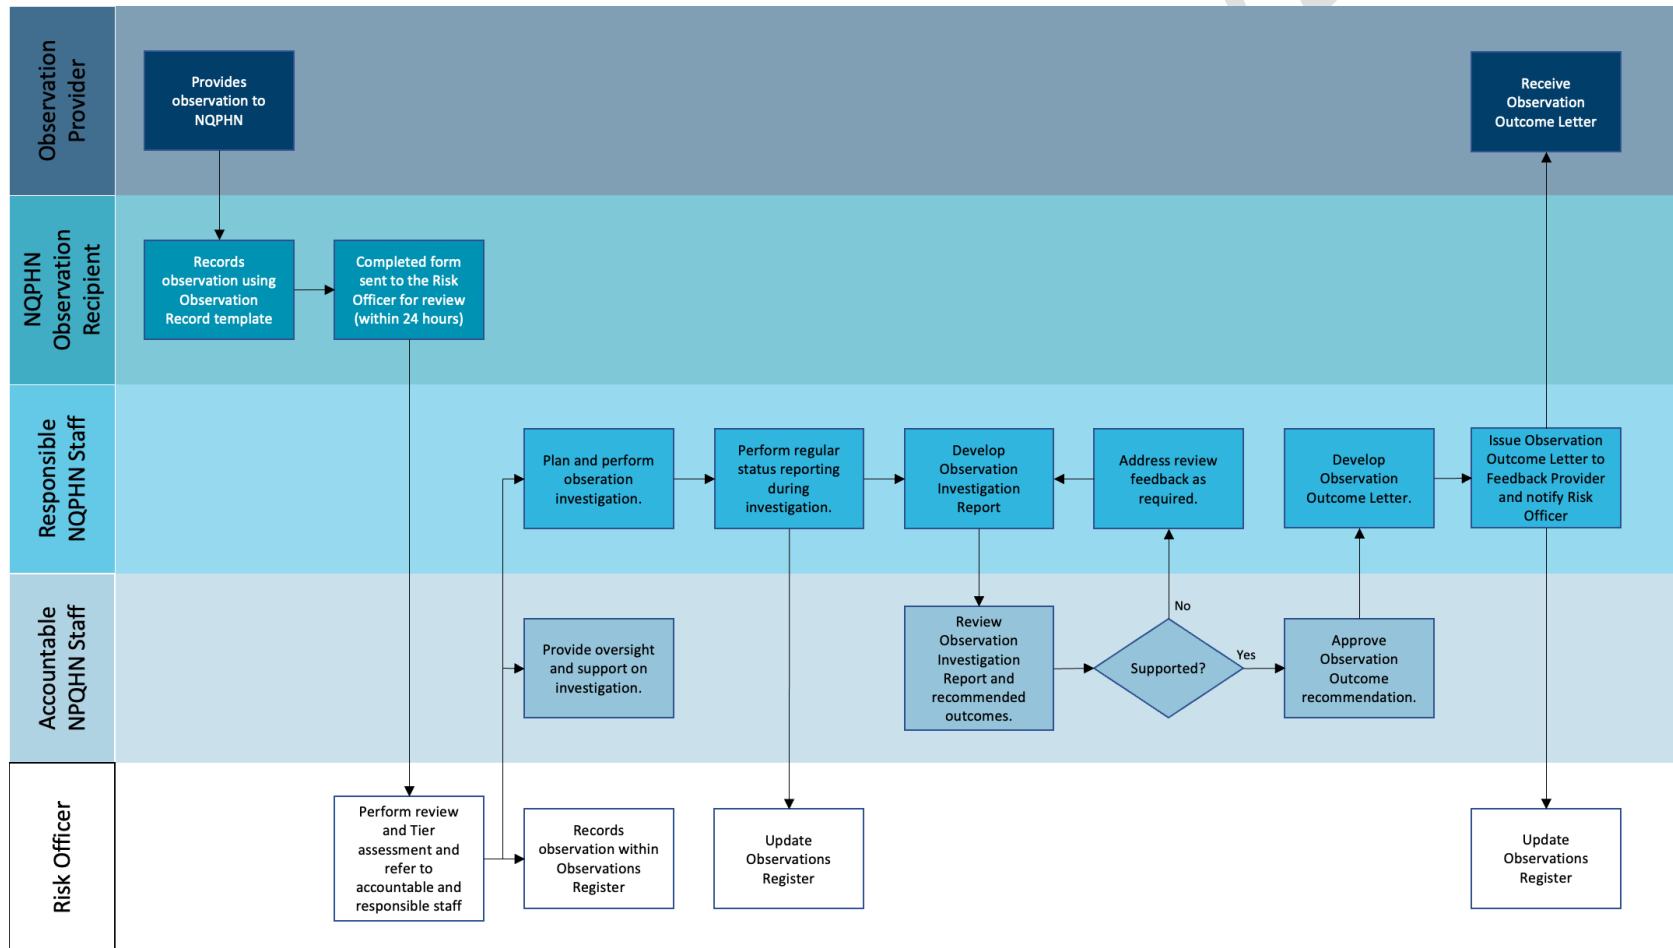 Observation
Provider
Provides
observation to
NQPHN
Receive
Observation
Outcome Letter
NQPHN
Observation
Recipient
Records
observation using
Observation
Record template
Completed form
sent to the Risk
Officer for review
(within 24 hours)
Responsible
NQPHN Staff
Plan and perform
obseration
investigation.
Perform regular
status reporting
during
investigation.
Develop
Observation
Investigation
Report
Address review
feedback as
required.
Develop
Observation
Outcome Letter.
Issue Observation
Outcome Letter to
Feedback Provider
and notify Risk
Officer
Accountable
NPQHN Staff
Provide oversight
and support on
investigation.
Review
Observation
Investigation
Report and
recommended
outcomes.
No
Supported?
Yes
Approve
Observation
Outcome
recommendation.
Risk Officer
Perform review
and Tier
assessment and
refer to
accountable and
responsible staff
Records
observation within
Observations
Register
Update
Observations
Register
Update
Observations
Register